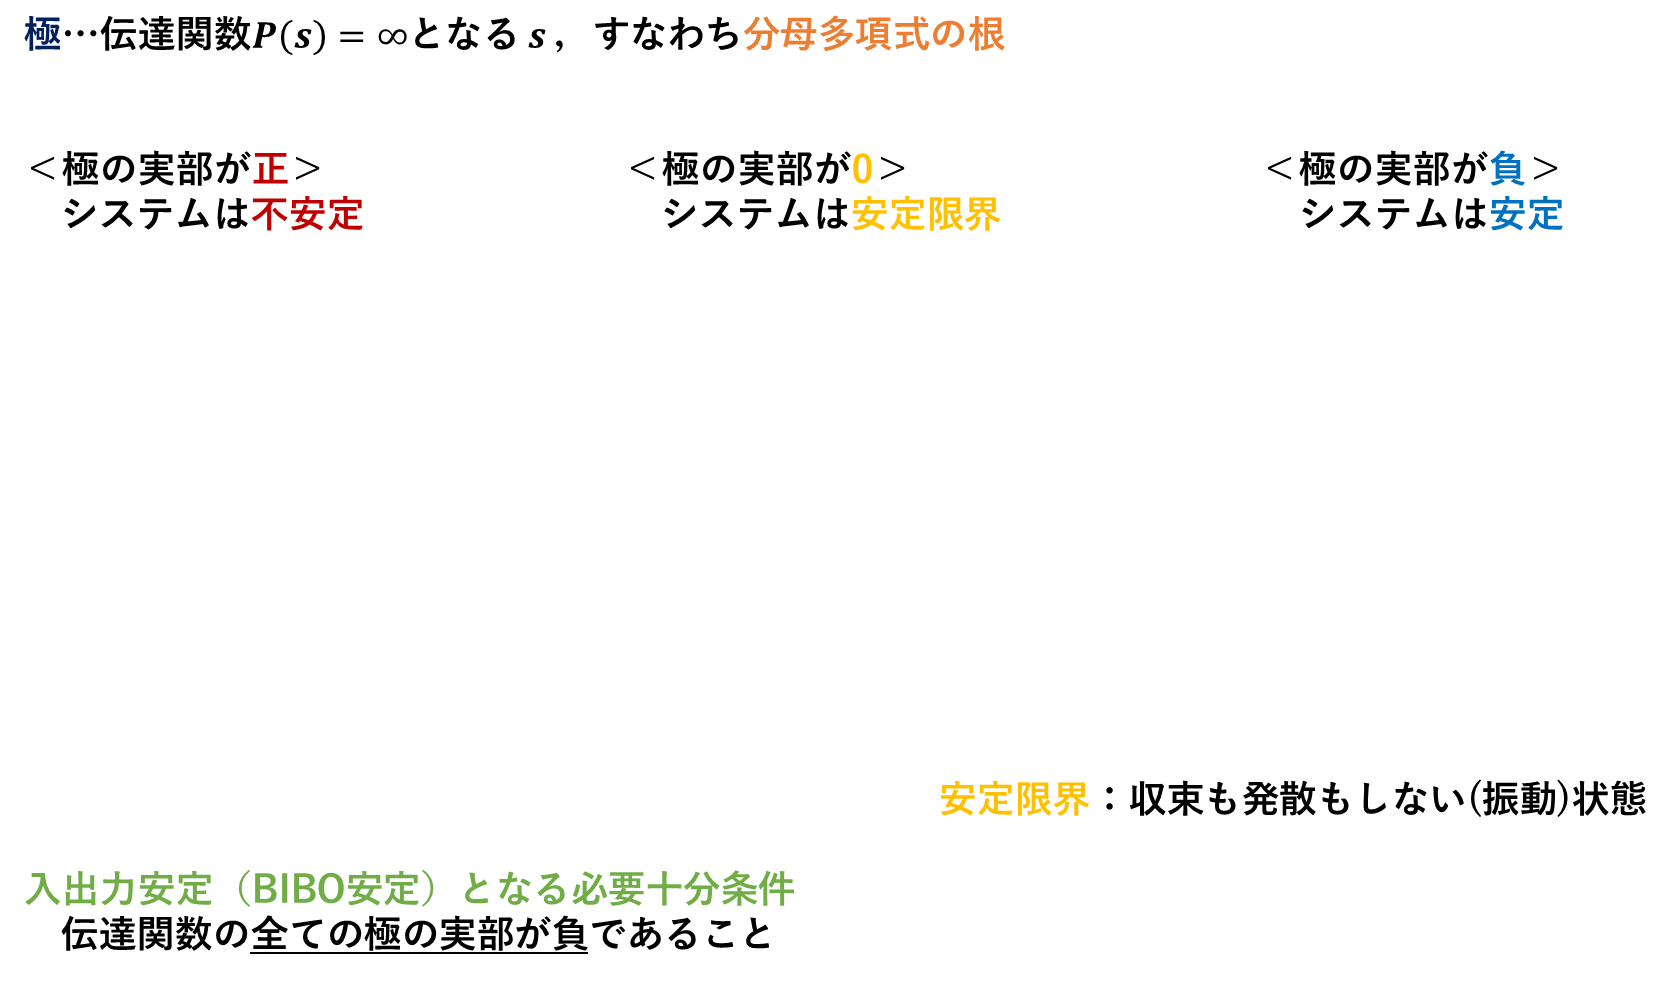 極…伝達関数P(s) = ∞となる s ，すなわち分母多項式の根
＜極の実部が正＞
システムは不安定
＜極の実部が0＞
システムは安定限界
＜極の実部が負＞
システムは安定
安定限界：収束も発散もしない(振動)状態
入出力安定（BIBO安定）となる必要十分条件
伝達関数の全ての極の実部が負であること